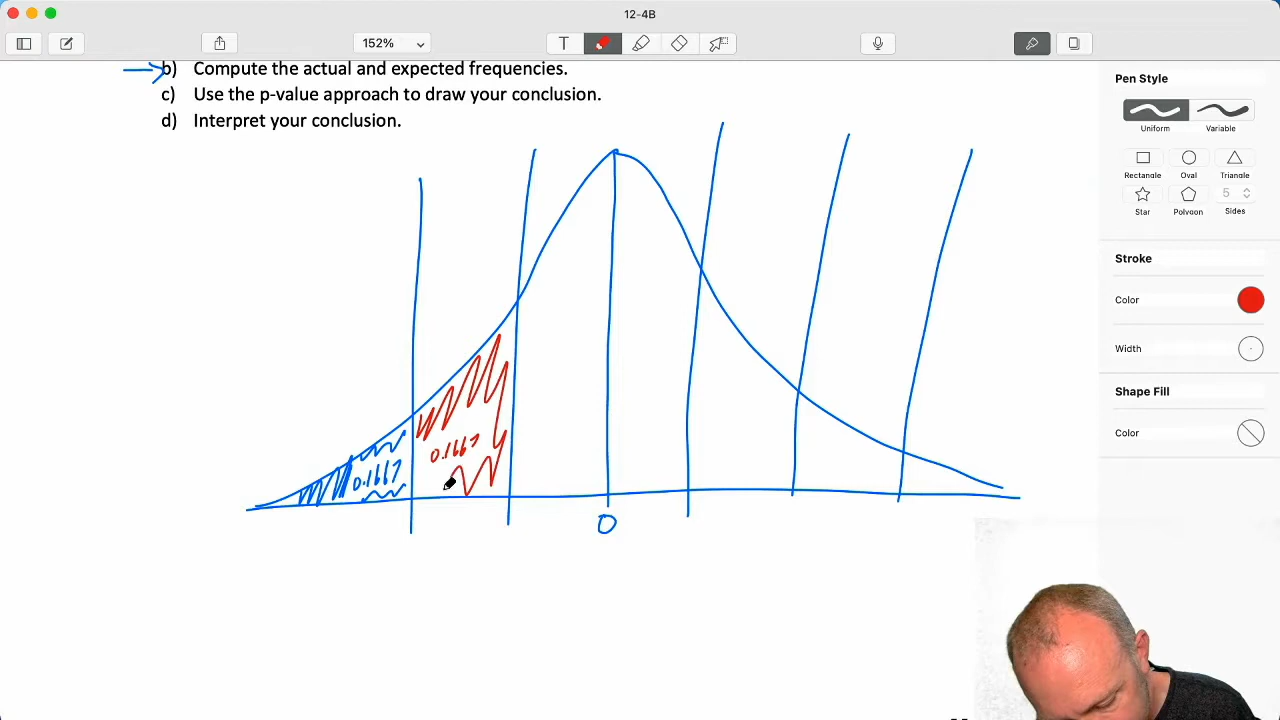 12-4B
152%
T
Pen Style
Uniform Variable
Rectangle Oval Triangle
5
Star Polygon Sides
Stroke
Color
Width
Shape Fill
Color
b) Compute the actual and expected frequencies.
c) Use the p-value approach to draw your conclusion.
d) Interpret your conclusion.
0.1667
0.1667
0